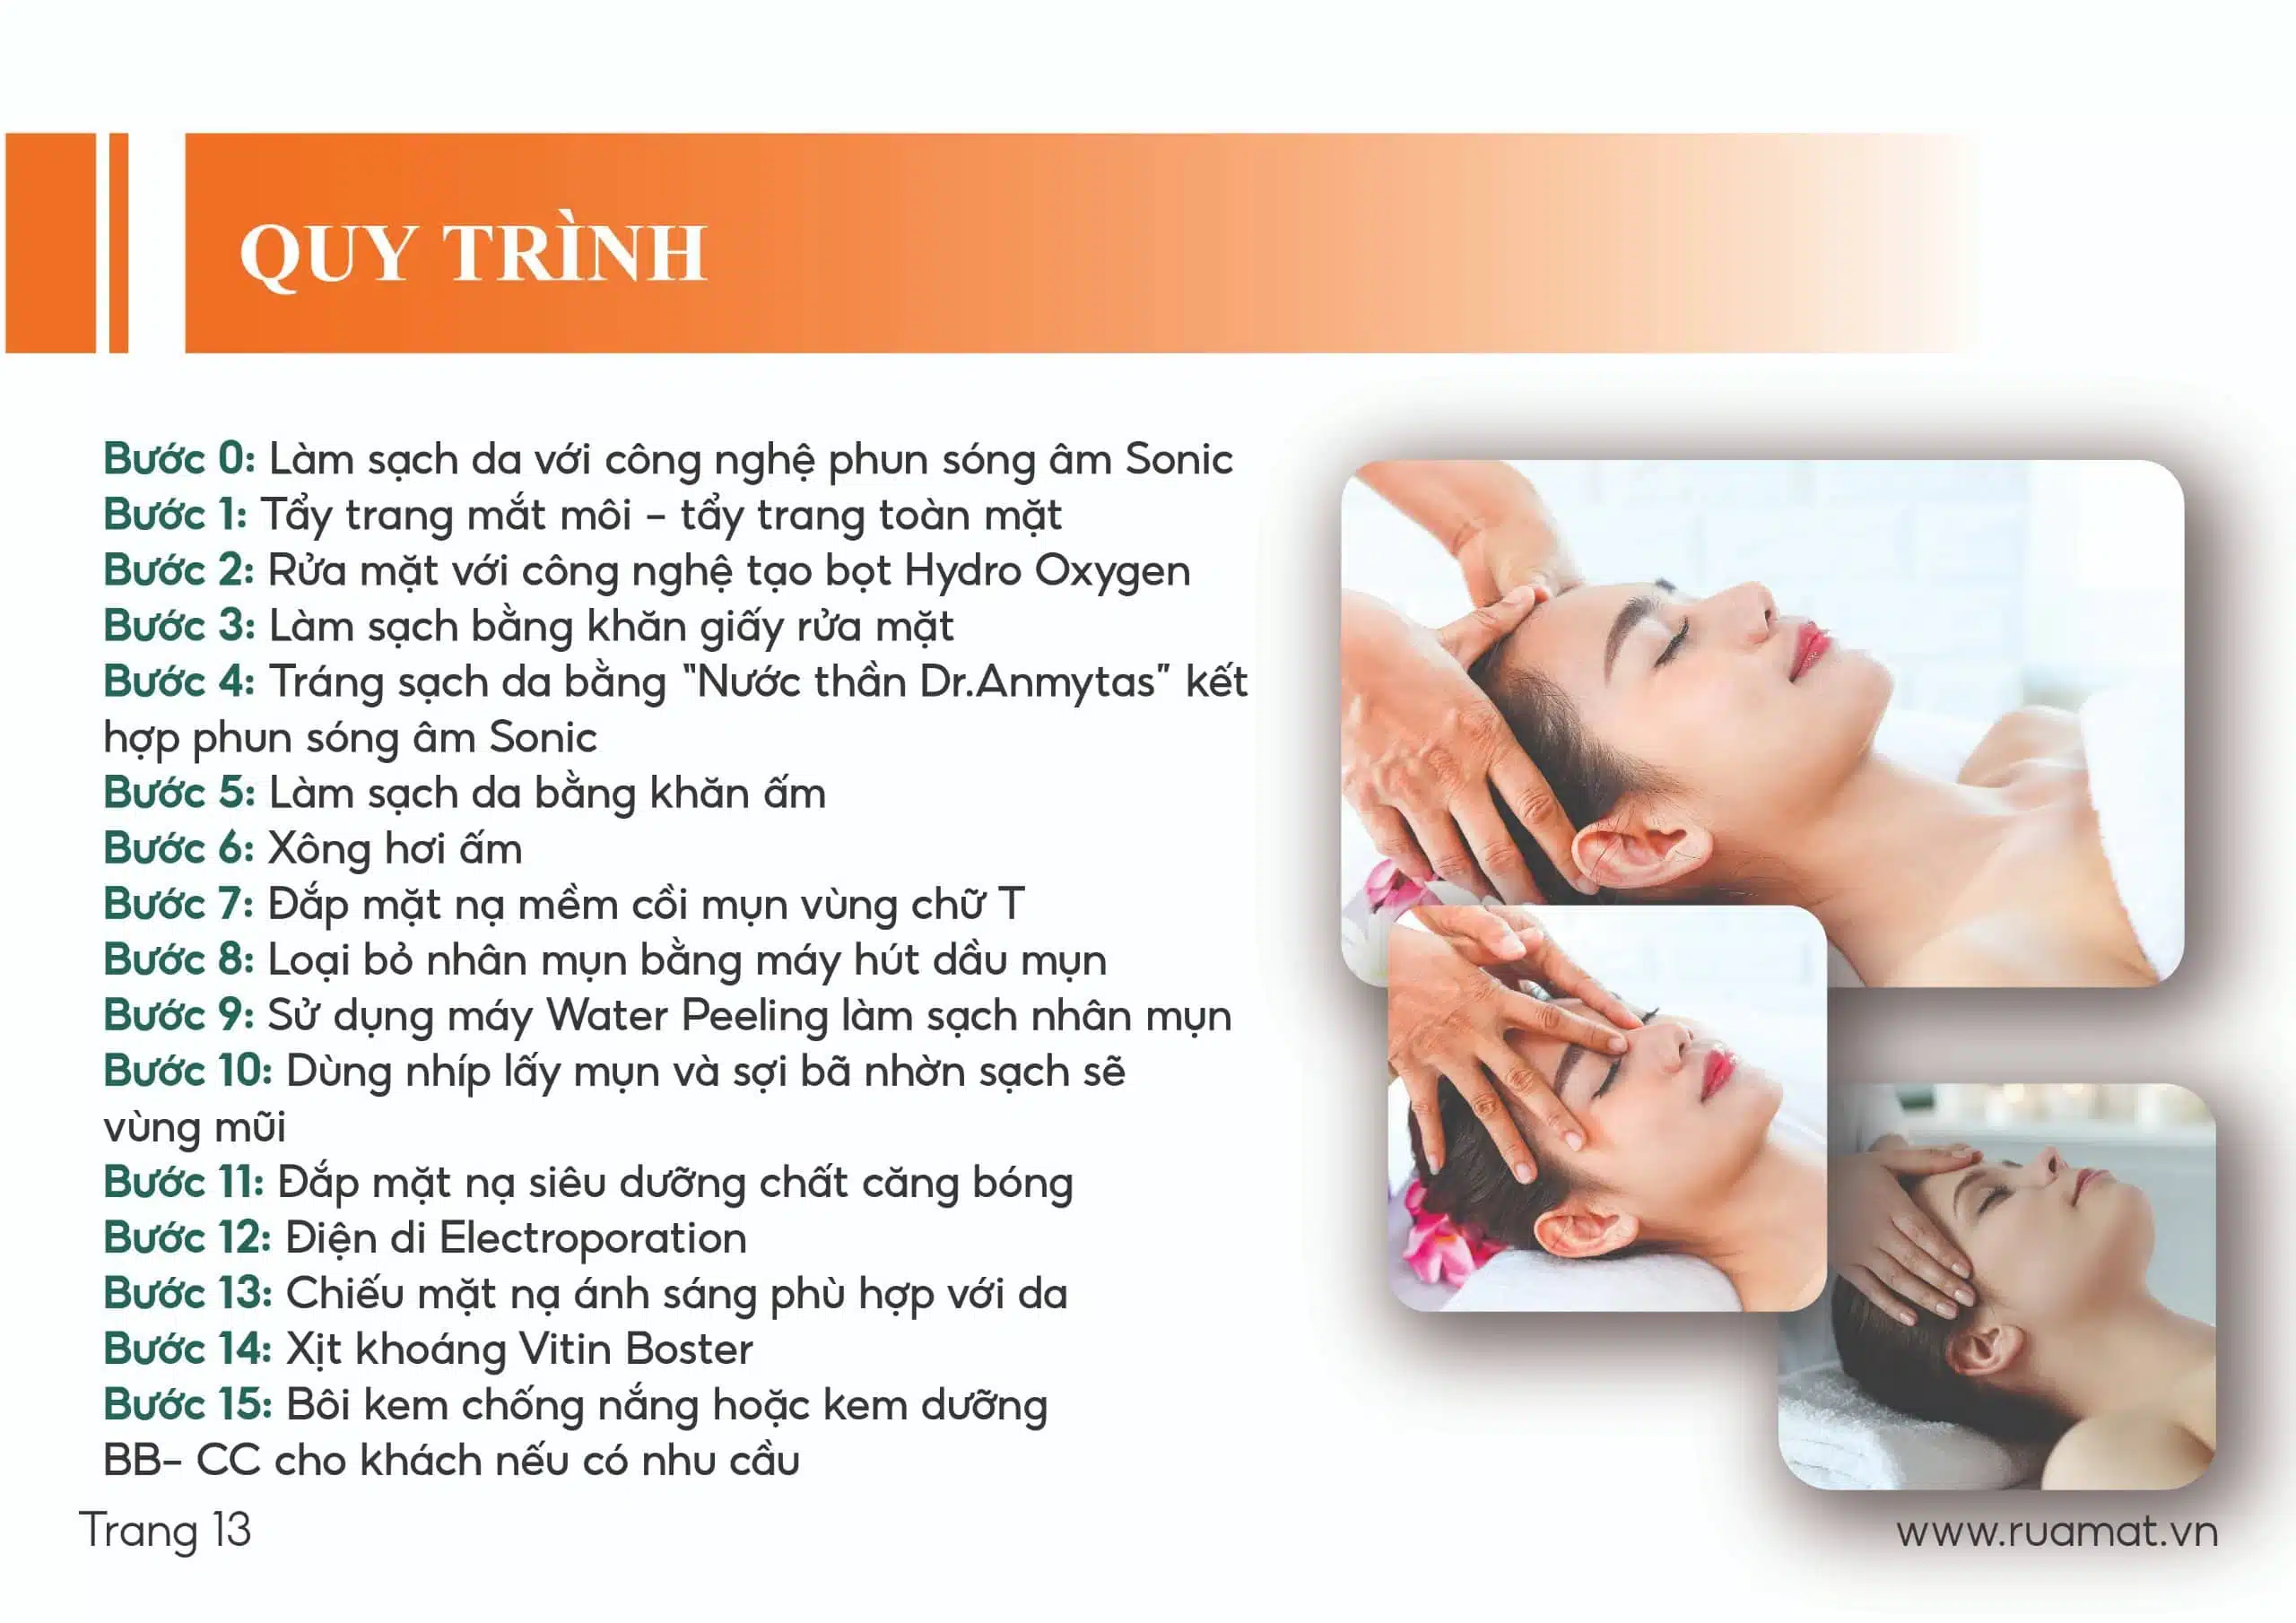 QUY TRÌNH
Bước 0: Làm sạch da với công nghệ phun sóng âm Sonic
Bước 1: Tẩy trang mắt môi - tẩy trang toàn mặt
Bước 2: Rửa mặt với công nghệ tạo bọt Hydro Oxygen
Bước 3: Làm sạch bằng khăn giấy rửa mặt
Bước 4: Tráng sạch da bằng "Nước thần Dr.Anmytas" kết
hợp phun sóng âm Sonic
Bước 5: Làm sạch da bằng khăn ấm
Bước 6: Xông hơi ấm
Bước 7: Đắp mặt nạ mềm cồi mụn vùng chữ T
Bước 8: Loại bỏ nhân mụn bằng máy hút dầu mụn
Bước 9: Sử dụng máy Water Peeling làm sạch nhân mụn
Bước 10: Dùng nhíp lấy mụn và sợi bã nhờn sạch sẽ
vùng mũi
Bước 11: Đắp mặt nạ siêu dưỡng chất căng bóng
Bước 12: Điện di Electroporation
Bước 13: Chiếu mặt nạ ánh sáng phù hợp với da
Bước 14: Xịt khoáng Vitin Boster
Bước 15: Bôi kem chống nắng hoặc kem dưỡng
BB- CC cho khách nếu có nhu cầu
Trang 13
www.ruamat.vn